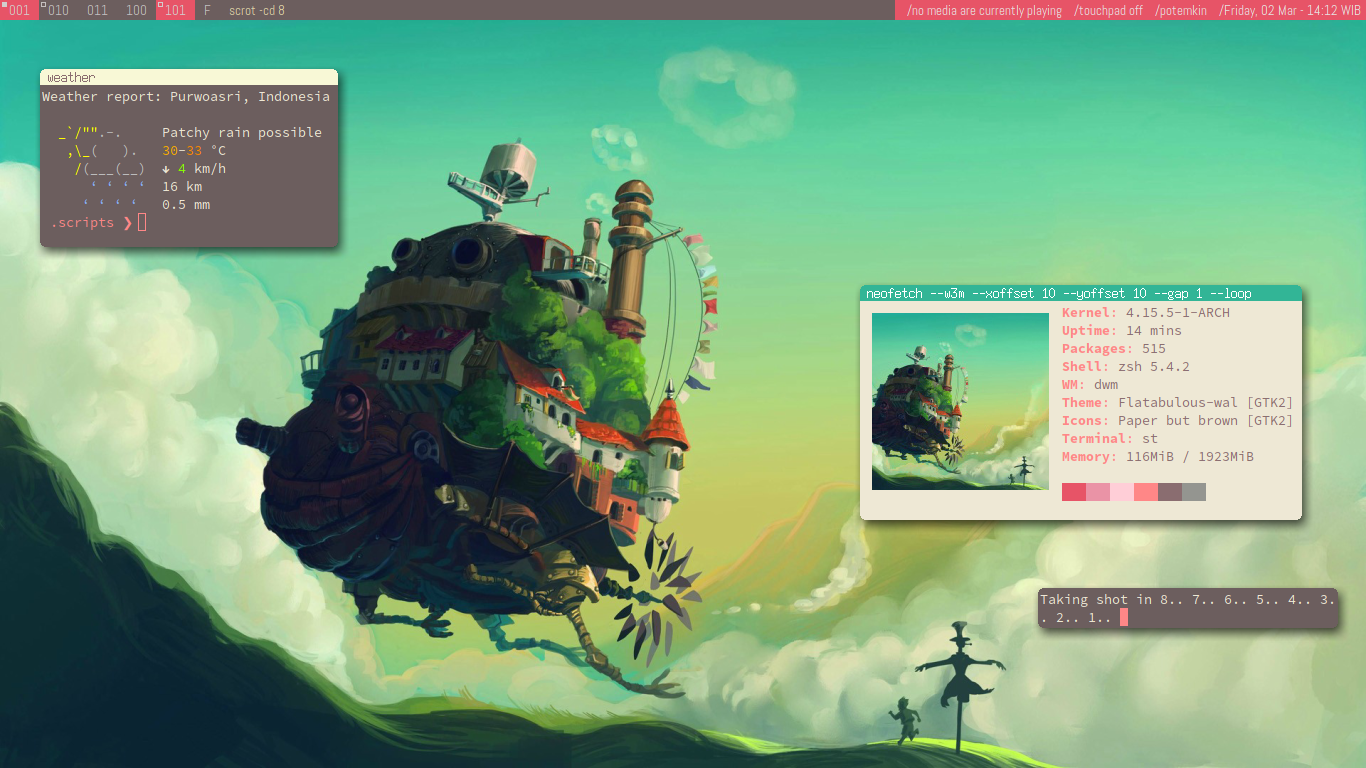 001 010 011 100 101 F scrot -cd 8 /no media are currently playing /touchpad off /potemkin /Friday, 02 Mar - 14:12 WIB
weather
Weather report: Purwoasri, Indonesia
_`/"".-. Patchy rain possible
,\_( ). 30-33 °C
/(___(__) ↓ 4 km/h
‘ ‘ ‘ ‘ 16 km
‘ ‘ ‘ ‘ 0.5 mm
.scripts ❯
neofetch --w3m --xoffset 10 --yoffset 10 --gap 1 --loop
Kernel: 4.15.5-1-ARCH
Uptime: 14 mins
Packages: 515
Shell: zsh 5.4.2
WM: dwm
Theme: Flatabulous-wal [GTK2]
Icons: Paper but brown [GTK2]
Terminal: st
Memory: 116MiB / 1923MiB
Taking shot in 8.. 7.. 6.. 5.. 4.. 3.
. 2.. 1..